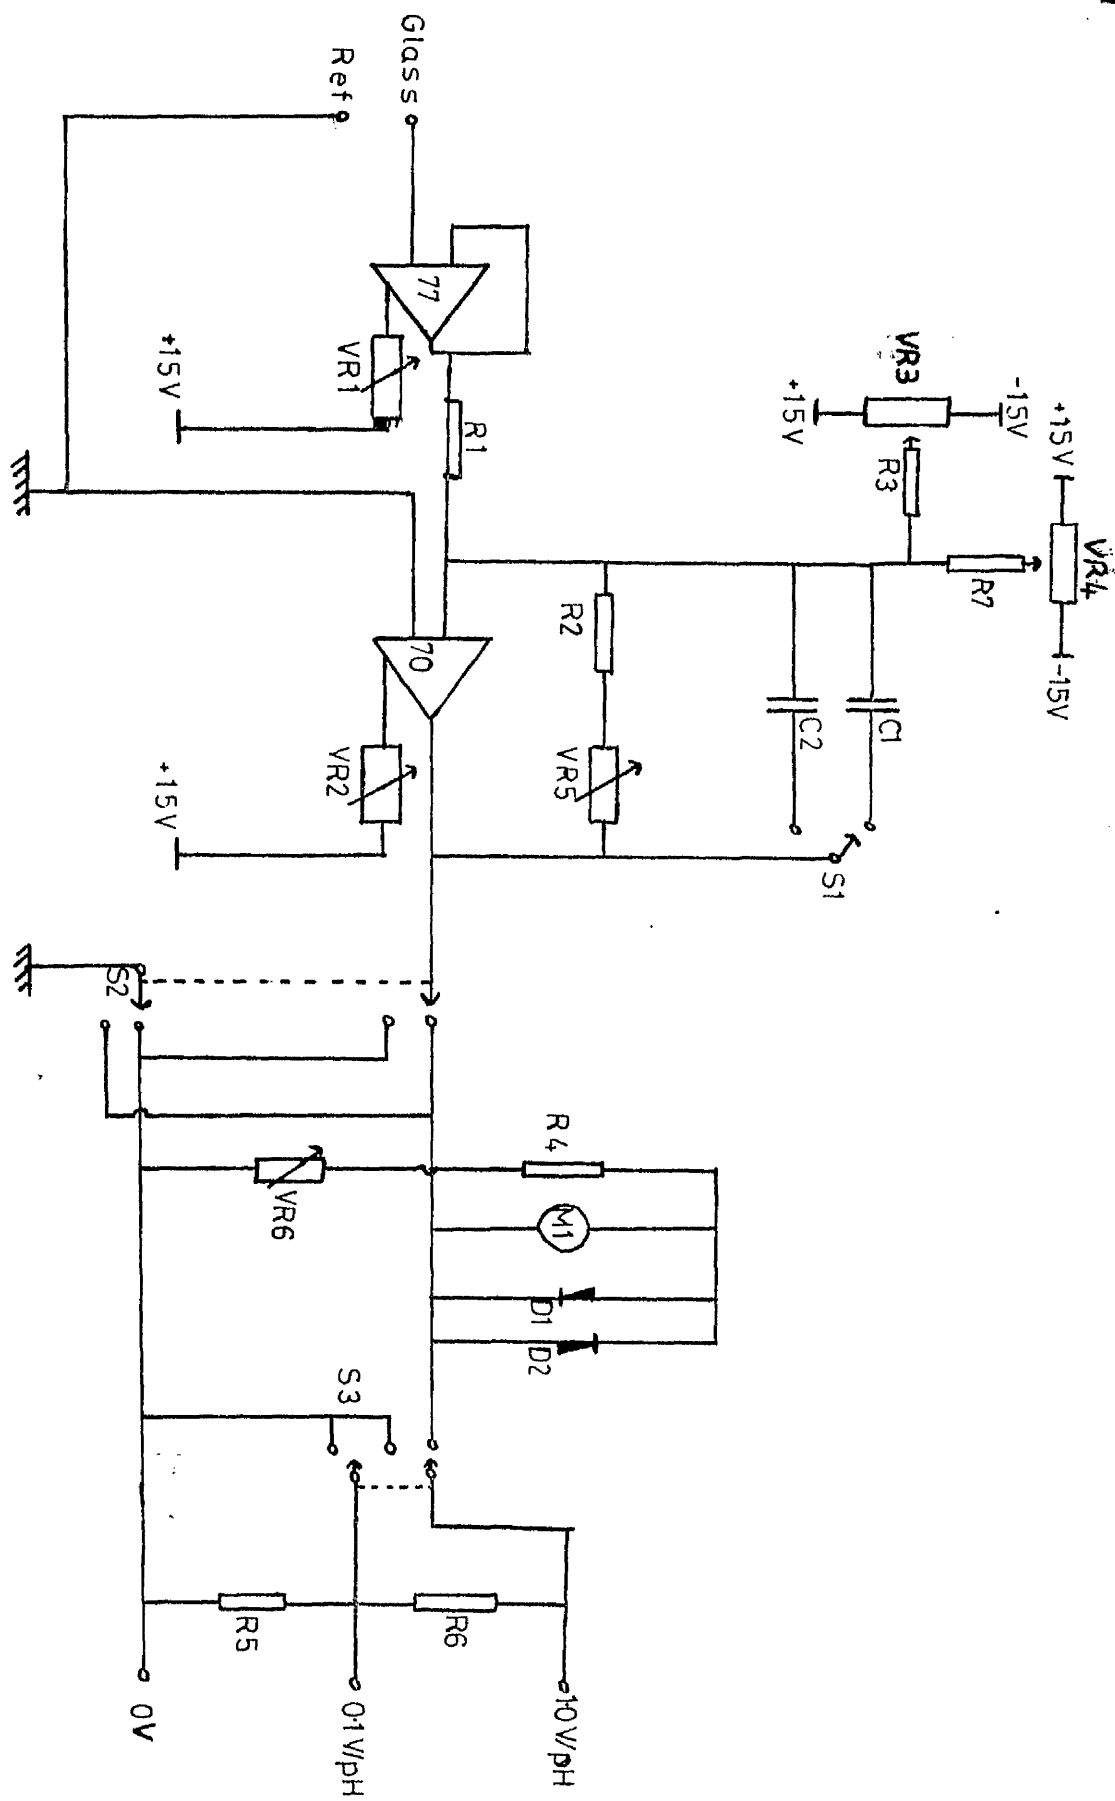 VR4
+15V
-15V
-15V
R7
VR3
R3
C1
S1
C2
+15V
R2
VR5
R4
M1
1·0V/pH
D1
D2
R1
R6
77
70
Glass
0·1V/pH
VR1
S3
Ref
VR2
VR6
R5
+15V
+15V
0V
S2